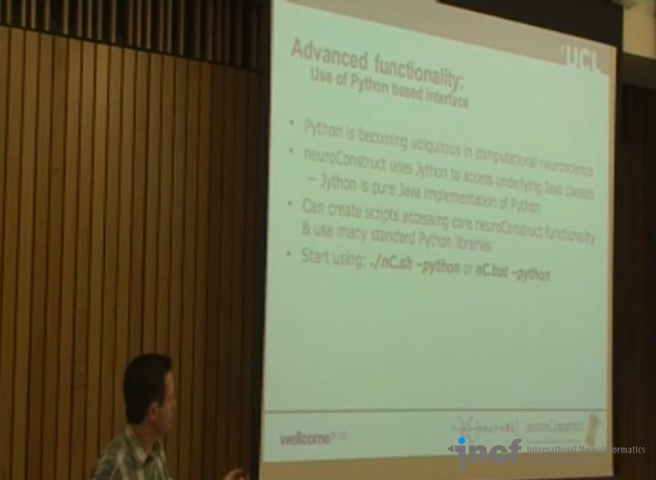 UCL
Advanced functionality:
Use of Python based interface
• Python is becoming ubiquitous in computational neuroscience
• neuroConstruct uses Jython to access underlying Java classes
– Jython is pure Java implementation of Python
• Can create scripts accessing core neuroConstruct functionality
& use many standard Python libraries
• Start using: ./nC.sh –python or nC.bat –python
wellcome trust
neuroConstruct
incf International Neuroinformatics